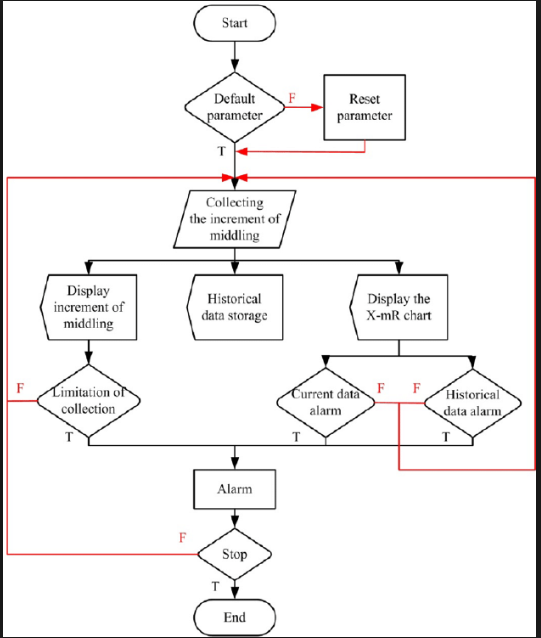 Start
Default
parameter
F
Reset
parameter
T
Collecting
the increment of
middling
Display
increment of
middling
Historical
data storage
Display the
X-mR chart
F
Limitation of
collection
T
Current data
alarm
F
F
Historical
data alarm
T
T
Alarm
F
Stop
T
End